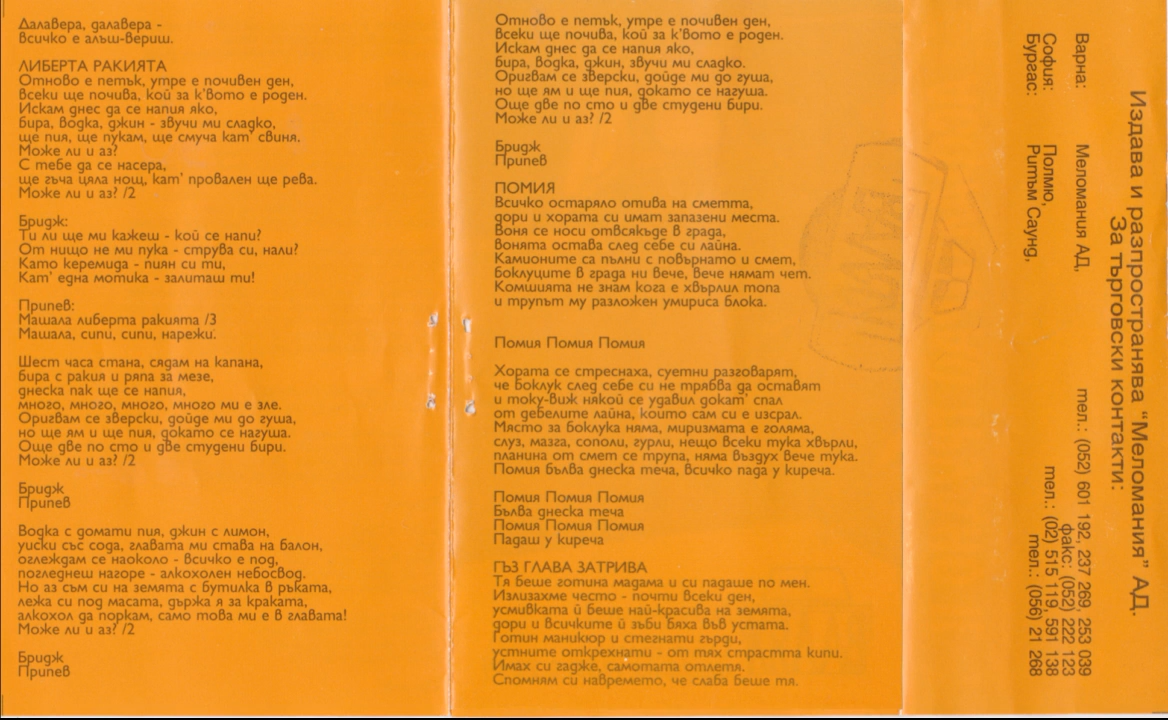 Далавера, далавера -
всичко е алъш-вериш.
ЛИБЕРТА РАКИЯТА
Отново е петък, утре е почивен ден,
всеки ще почива, кой за к'вото е роден.
Искам днес да се напия яко,
бира, водка, джин - звучи ми сладко,
ще пия, ще пукам, ще смуча кат' свиня.
Може ли и аз?
С тебе да се насера,
ще гъча цяла нощ, кат' провален ще рева.
Може ли и аз? /2
Бридж:
Ти ли ще ми кажеш - кой се напи?
От нищо не ми пука - струва си, нали?
Като керемида - пиян си ти,
Кат' една мотика - залиташ ти!
Припев:
Машала либерта ракията /3
Машала, сипи, сипи, нарежи.
Шест часа стана, сядам на капана,
бира с ракия и ряпа за мезе,
днеска пак ще се напия,
много, много, много, много ми е зле.
Оригвам се зверски, дойде ми до гуша,
но ще ям и ще пия, докато се нагуша.
Още две по сто и две студени бири.
Може ли и аз? /2
Бридж
Припев
Водка с домати пия, джин с лимон,
уиски със сода, главата ми става на балон,
оглеждам се наоколо - всичко е под,
погледнеш нагоре - алкохолен небосвод.
Но аз съм си на земята с бутилка в ръката,
лежа си под масата, държа я за краката,
алкохол да поркам, само това ми е в главата!
Може ли и аз? /2
Бридж
Припев
Отново е петък, утре е почивен ден,
всеки ще почива, кой за к'вото е роден.
Искам днес да се напия яко,
бира, водка, джин, звучи ми сладко.
Оригвам се зверски, дойде ми до гуша,
но ще ям и ще пия, докато се нагуша.
Още две по сто и две студени бири.
Може ли и аз? /2
Бридж
Припев
ПОМИЯ
Всичко остаряло отива на сметта,
дори и хората си имат запазени места.
Воня се носи отвсякъде в града,
вонята остава след себе си лайна.
Камионите са пълни с повърнато и смет,
боклуците в града ни вече, вече нямат чет.
Комшията не знам кога е хвърлил топа
и трупът му разложен умириса блока.
Помия Помия Помия
Хората се стреснаха, суетни разговарят,
че боклук след себе си не трябва да оставят
и току-виж някой се удавил докат' спал
от дебелите лайна, които сам си е изсрал.
Място за боклука няма, миризмата е голяма,
слуз, мазга, сополи, гурли, нещо всеки тука хвърли,
планина от смет се трупа, няма въздух вече тука.
Помия бълва днеска теча, всичко пада у киреча.
Помия Помия Помия
Бълва днеска теча
Помия Помия Помия
Падаш у киреча
ГЪЗ ГЛАВА ЗАТРИВА
Тя беше готина мадама и си падаше по мен.
Излизахме често - почти всеки ден,
усмивката ѝ беше най-красива на земята,
дори и всичките ѝ зъби бяха във устата.
Готин маникюр и стегнати гърди,
устните открехнати - от тях страстта кипи.
Имах си гадже, самотата отлетя.
Спомням си навремето, че слаба беше тя.
Издава и разпространява "Меломания" АД.
За търговски контакти:
Варна: Меломания АД, тел.: (052) 601 192, 237 269, 253 039
факс: (052) 222 123
София: Полмю, тел.: (02) 515 119, 591 138
Бургас: Ритъм Саунд, тел.: (056) 21 268